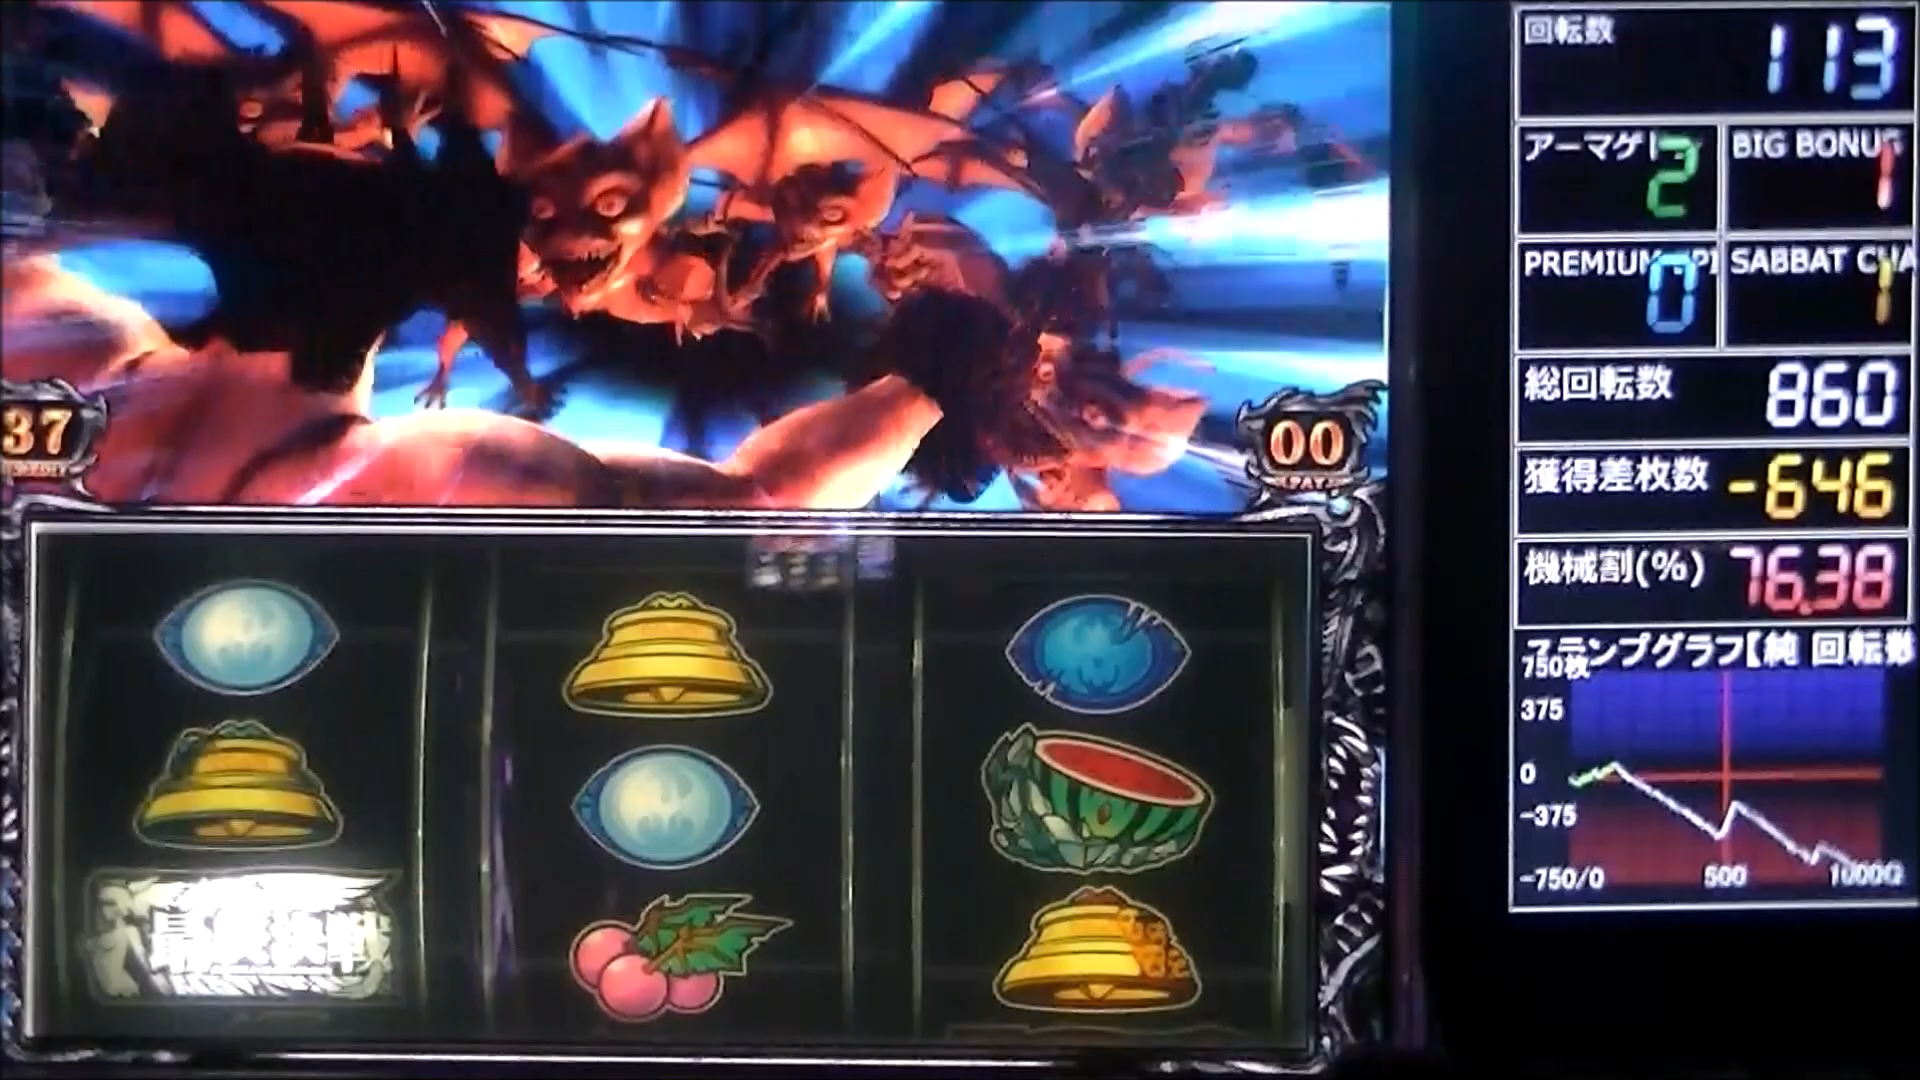 回転数
113
アーマゲド
2
BIG BONUS
1
PREMIUM
0
SABBAT CHA
1
総回転数
860
獲得差枚数
-646
機械割(%)
76.38
スランプグラフ【純 回転数
750枚
375
0
-375
-750/0
500
1000G
37
00
PAY